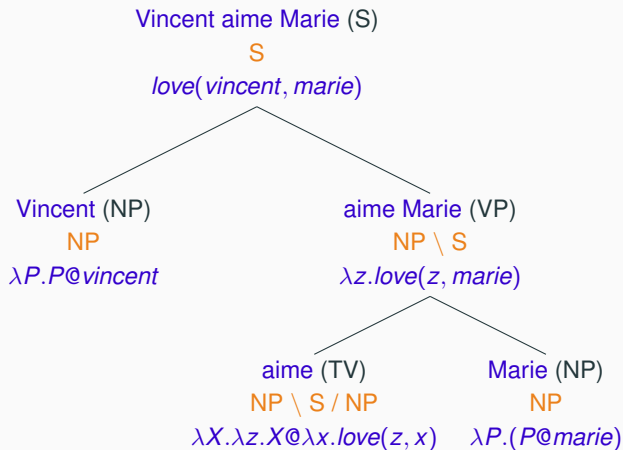 Vincent aime Marie (S)
S
love(vincent, marie)
Vincent (NP)
NP
λP.P@vincent
aime Marie (VP)
NP \ S
λz.love(z, marie)
aime (TV)
NP \ S / NP
λX.λz.X@λx.love(z, x)
Marie (NP)
NP
λP.(P@marie)